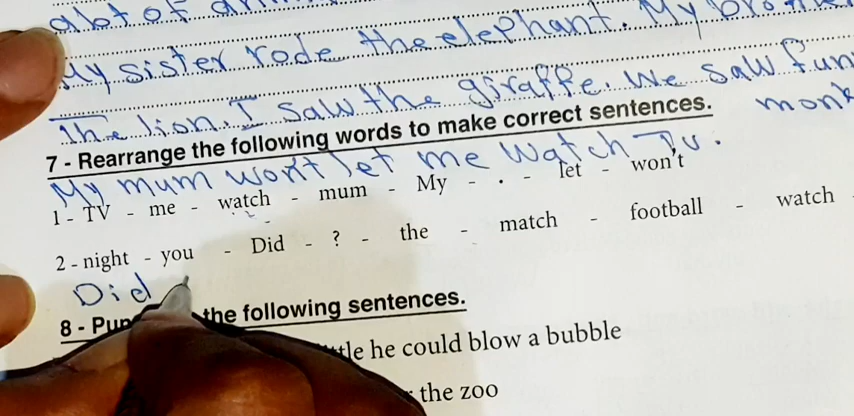 a lot of
My sister rode the elephant. My
The lion. I saw the giraffe. We saw fun
monk
7 - Rearrange the following words to make correct sentences.
My mum won't let me watch Tv.
1 - TV - me - watch - mum - My - . - let - won't
2 - night - you - Did - ? - the - match - football - watch
Did
8 - the following sentences.
he could blow a bubble
the zoo